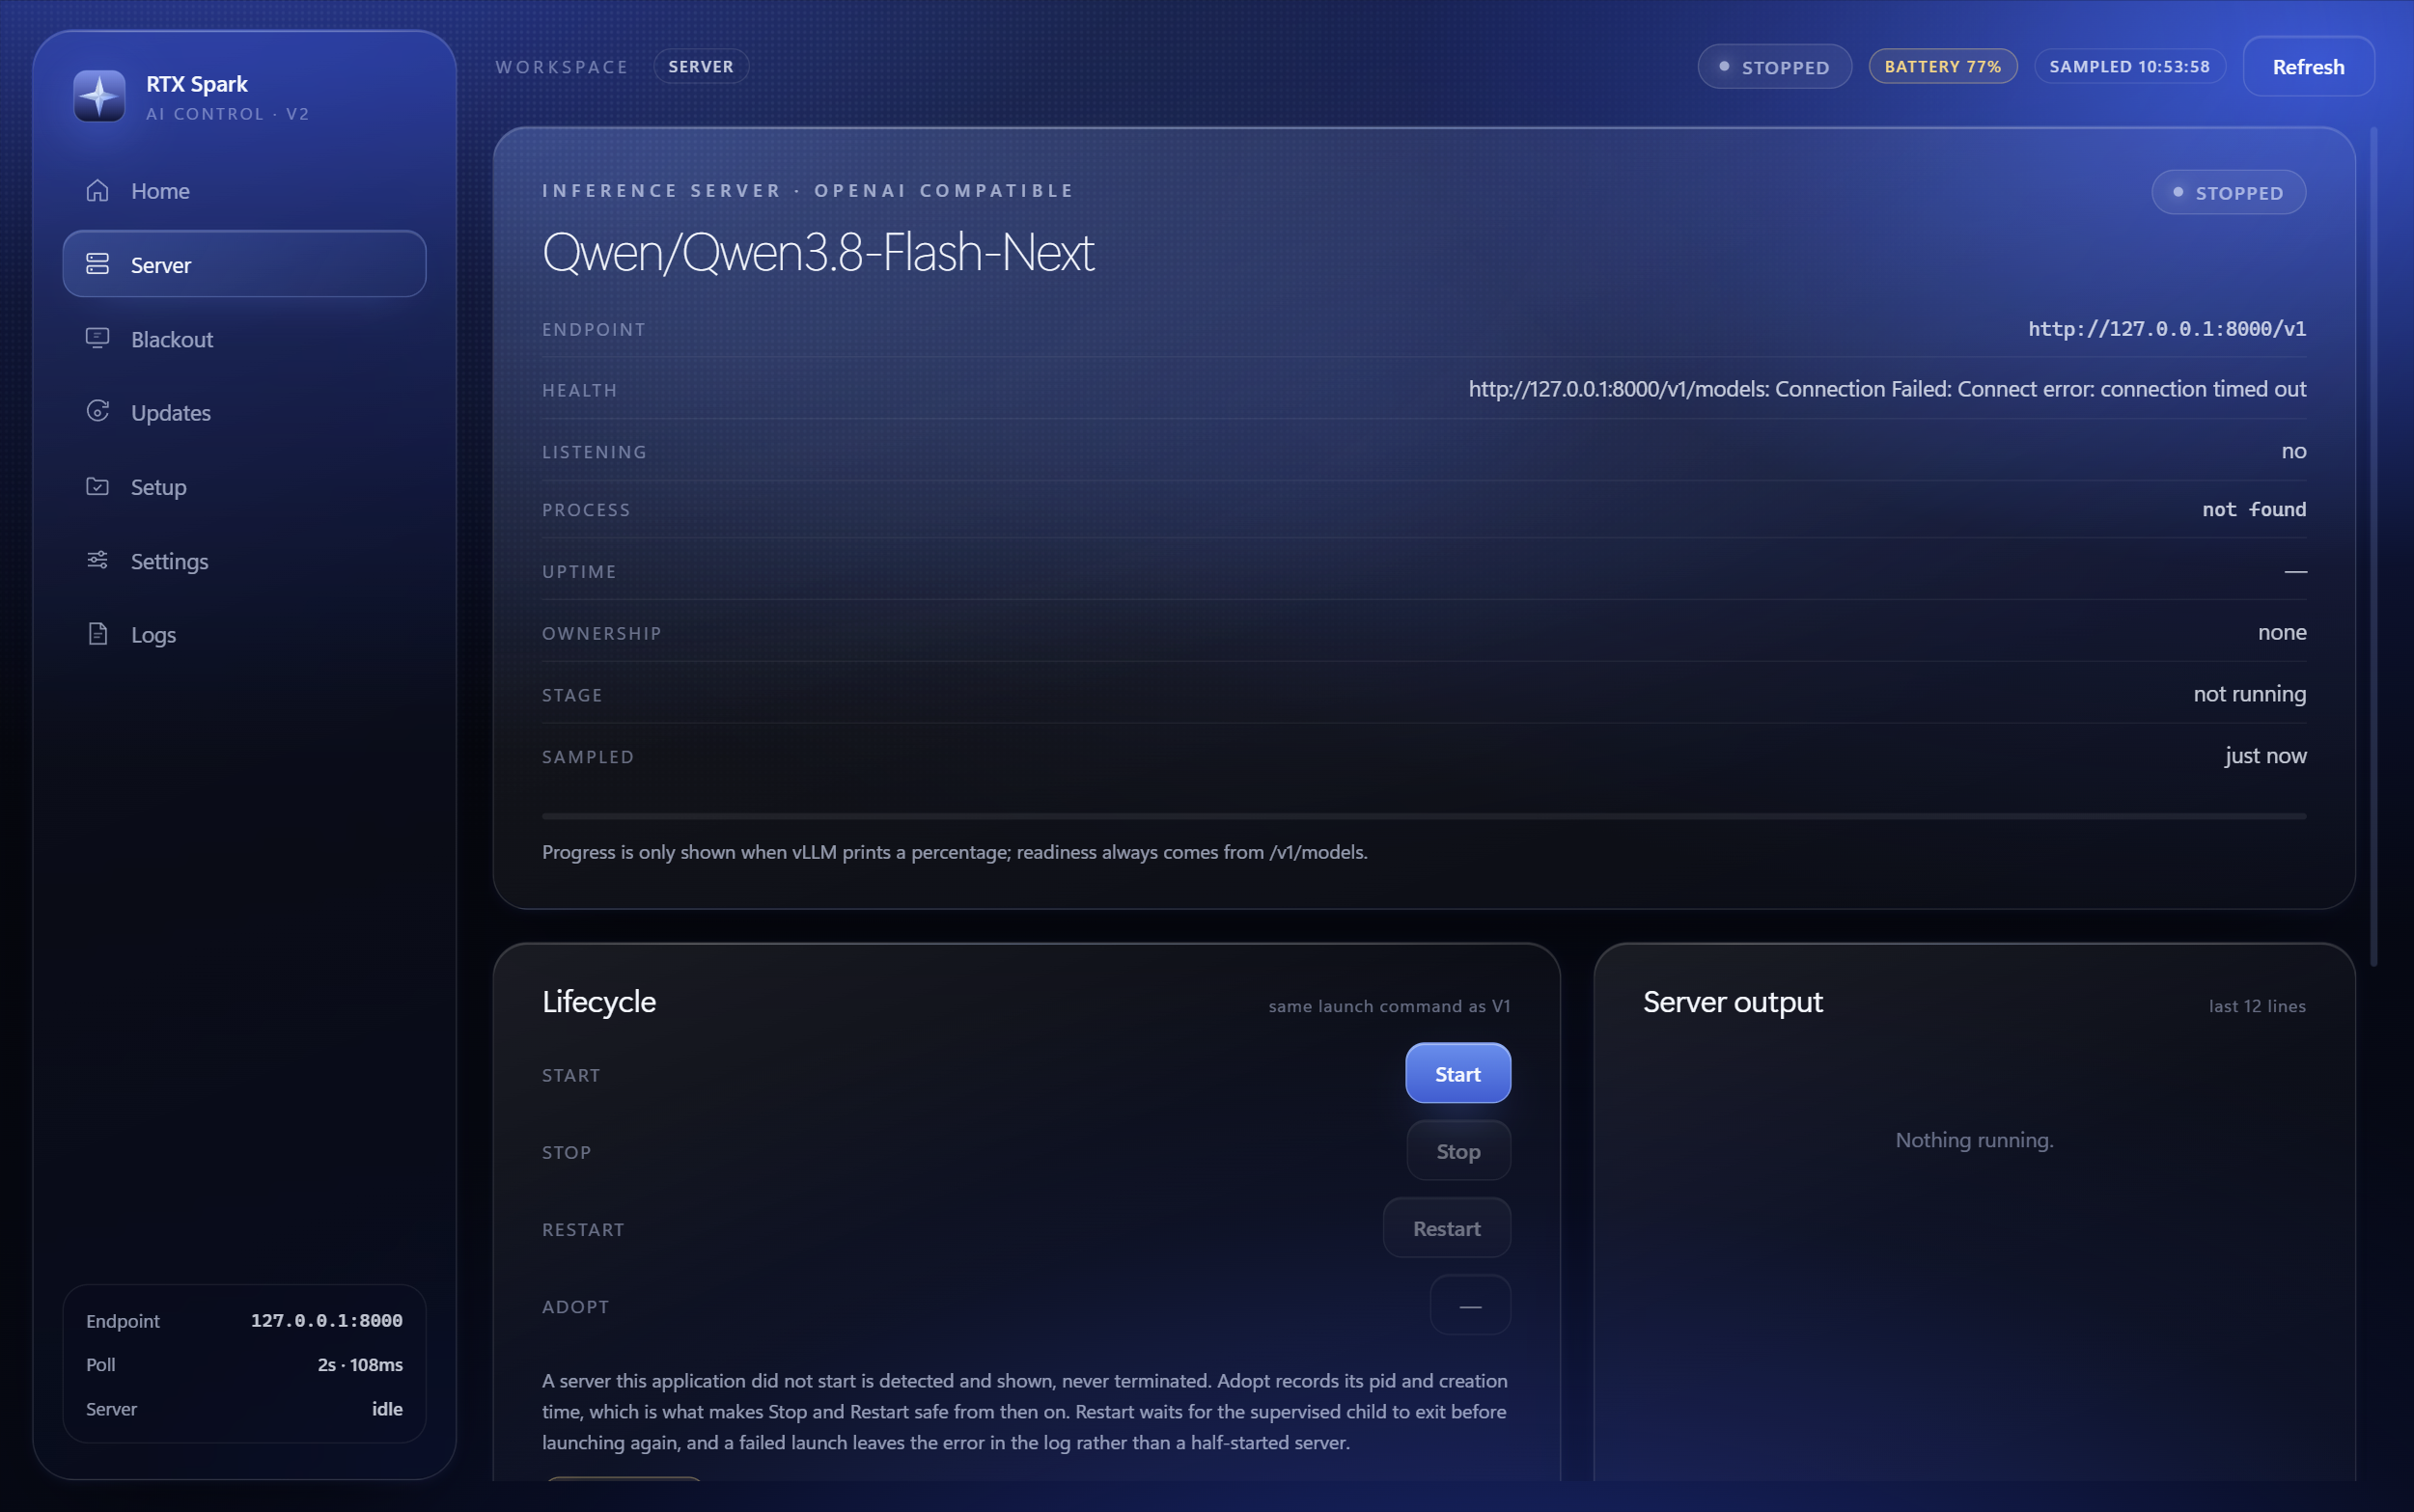 RTX Spark
AI CONTROL · V2
Home
Server
Blackout
Updates
Setup
Settings
Logs
Endpoint 127.0.0.1:8000
Poll 2s · 108ms
Server idle
WORKSPACE SERVER
STOPPED BATTERY 77% SAMPLED 10:53:58 Refresh
INFERENCE SERVER · OPENAI COMPATIBLE
STOPPED
Qwen/Qwen3.8-Flash-Next
ENDPOINT http://127.0.0.1:8000/v1
HEALTH http://127.0.0.1:8000/v1/models: Connection Failed: Connect error: connection timed out
LISTENING no
PROCESS not found
UPTIME —
OWNERSHIP none
STAGE not running
SAMPLED just now
Progress is only shown when vLLM prints a percentage; readiness always comes from /v1/models.
Lifecycle same launch command as V1
START Start
STOP Stop
RESTART Restart
ADOPT —
A server this application did not start is detected and shown, never terminated. Adopt records its pid and creation
time, which is what makes Stop and Restart safe from then on. Restart waits for the supervised child to exit before
launching again, and a failed launch leaves the error in the log rather than a half-started server.
Server output last 12 lines
Nothing running.